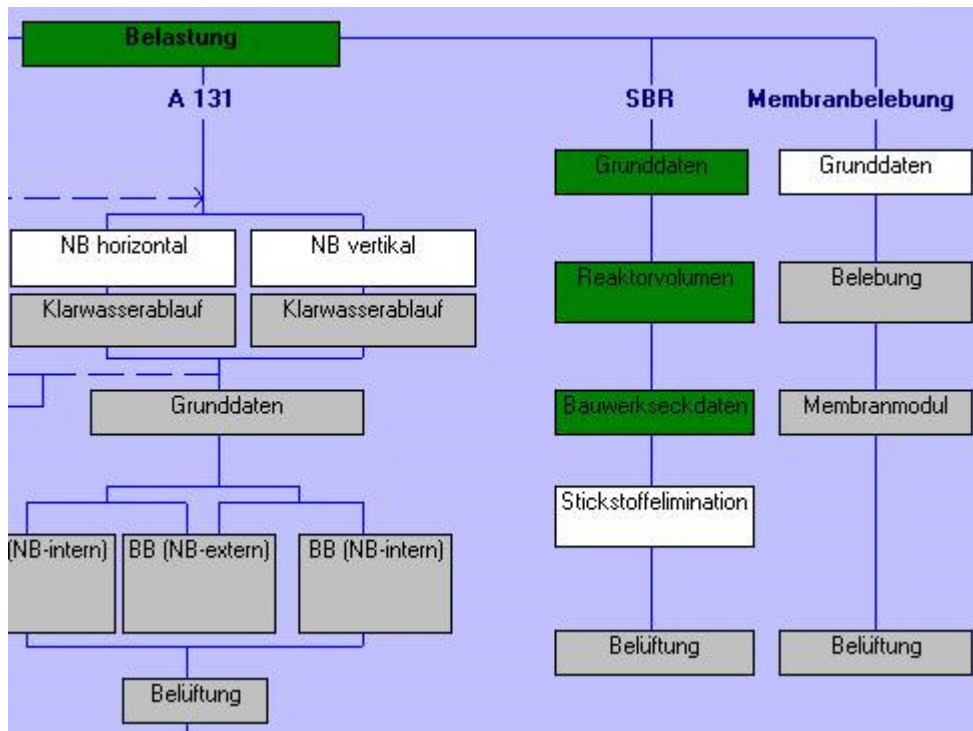 Belastung
A 131
SBR
Membranbelebung
Grunddaten
Grunddaten
NB horizontal
NB vertikal
Reaktorvolumen
Belebung
Klarwasserablauf
Klarwasserablauf
Grunddaten
Bauwerkseckdaten
Membranmodul
Stickstoffelimination
(NB-intern)
BB (NB-extern)
BB (NB-intern)
Belüftung
Belüftung
Belüftung